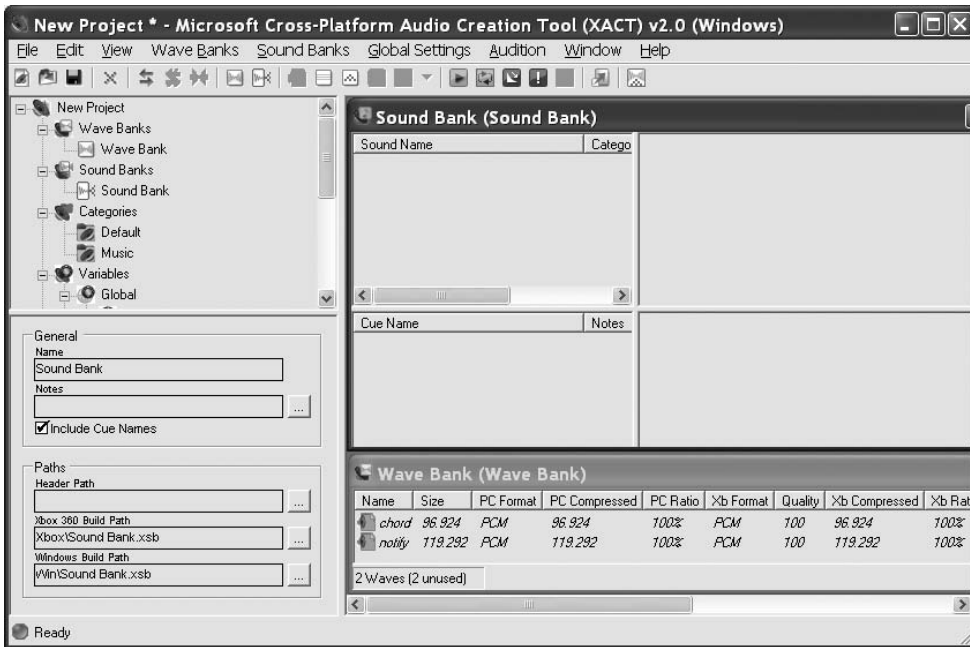 New Project * - Microsoft Cross-Platform Audio Creation Tool (XACT) v2.0 (Windows)
File Edit View Wave Banks Sound Banks Global Settings Audition Window Help
New Project
Wave Banks
Wave Bank
Sound Banks
Sound Bank
Categories
Default
Music
Variables
Global
General
Name
Sound Bank
Notes
...
Include Cue Names
Paths
Header Path
...
Xbox 360 Build Path
Xbox\Sound Bank.xsb
...
Windows Build Path
Win\Sound Bank.xsb
...
Sound Bank (Sound Bank)
Sound Name Catego
Cue Name Notes
Wave Bank (Wave Bank)
Name Size PC Format PC Compressed PC Ratio Xb Format Quality Xb Compressed Xb Rat
chord 96.924 PCM 96.924 100% PCM 100 96.924 100%
notify 119.292 PCM 119.292 100% PCM 100 119.292 100%
2 Waves (2 unused)
Ready